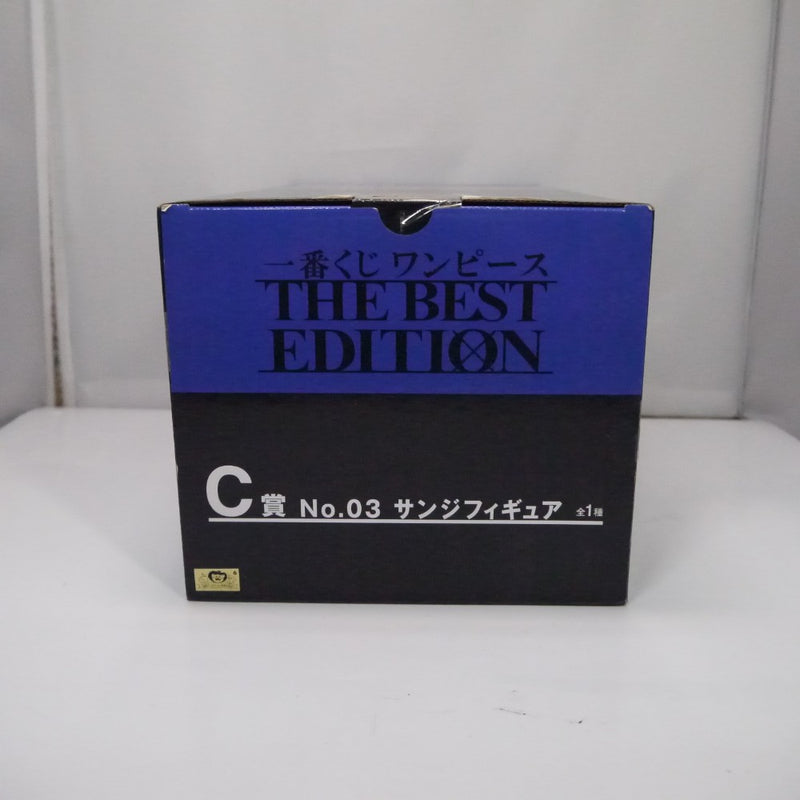 一番くじ ワンピース
THE BEST
EDITION
C賞 No.03 サンジフィギュア 全1種